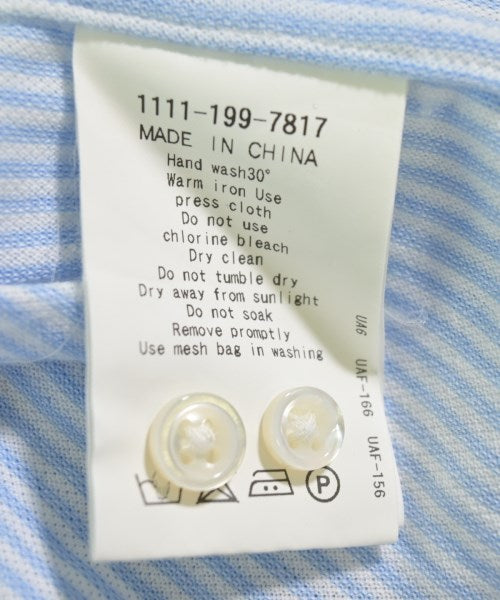 1111-199-7817
MADE IN CHINA
Hand wash30°
Warm iron Use
press cloth
Do not use
chlorine bleach
Dry clean
Do not tumble dry
Dry away from sunlight
Do not soak
Remove promptly
Use mesh bag in washing
UA6
UAF-166
UAF-156
P